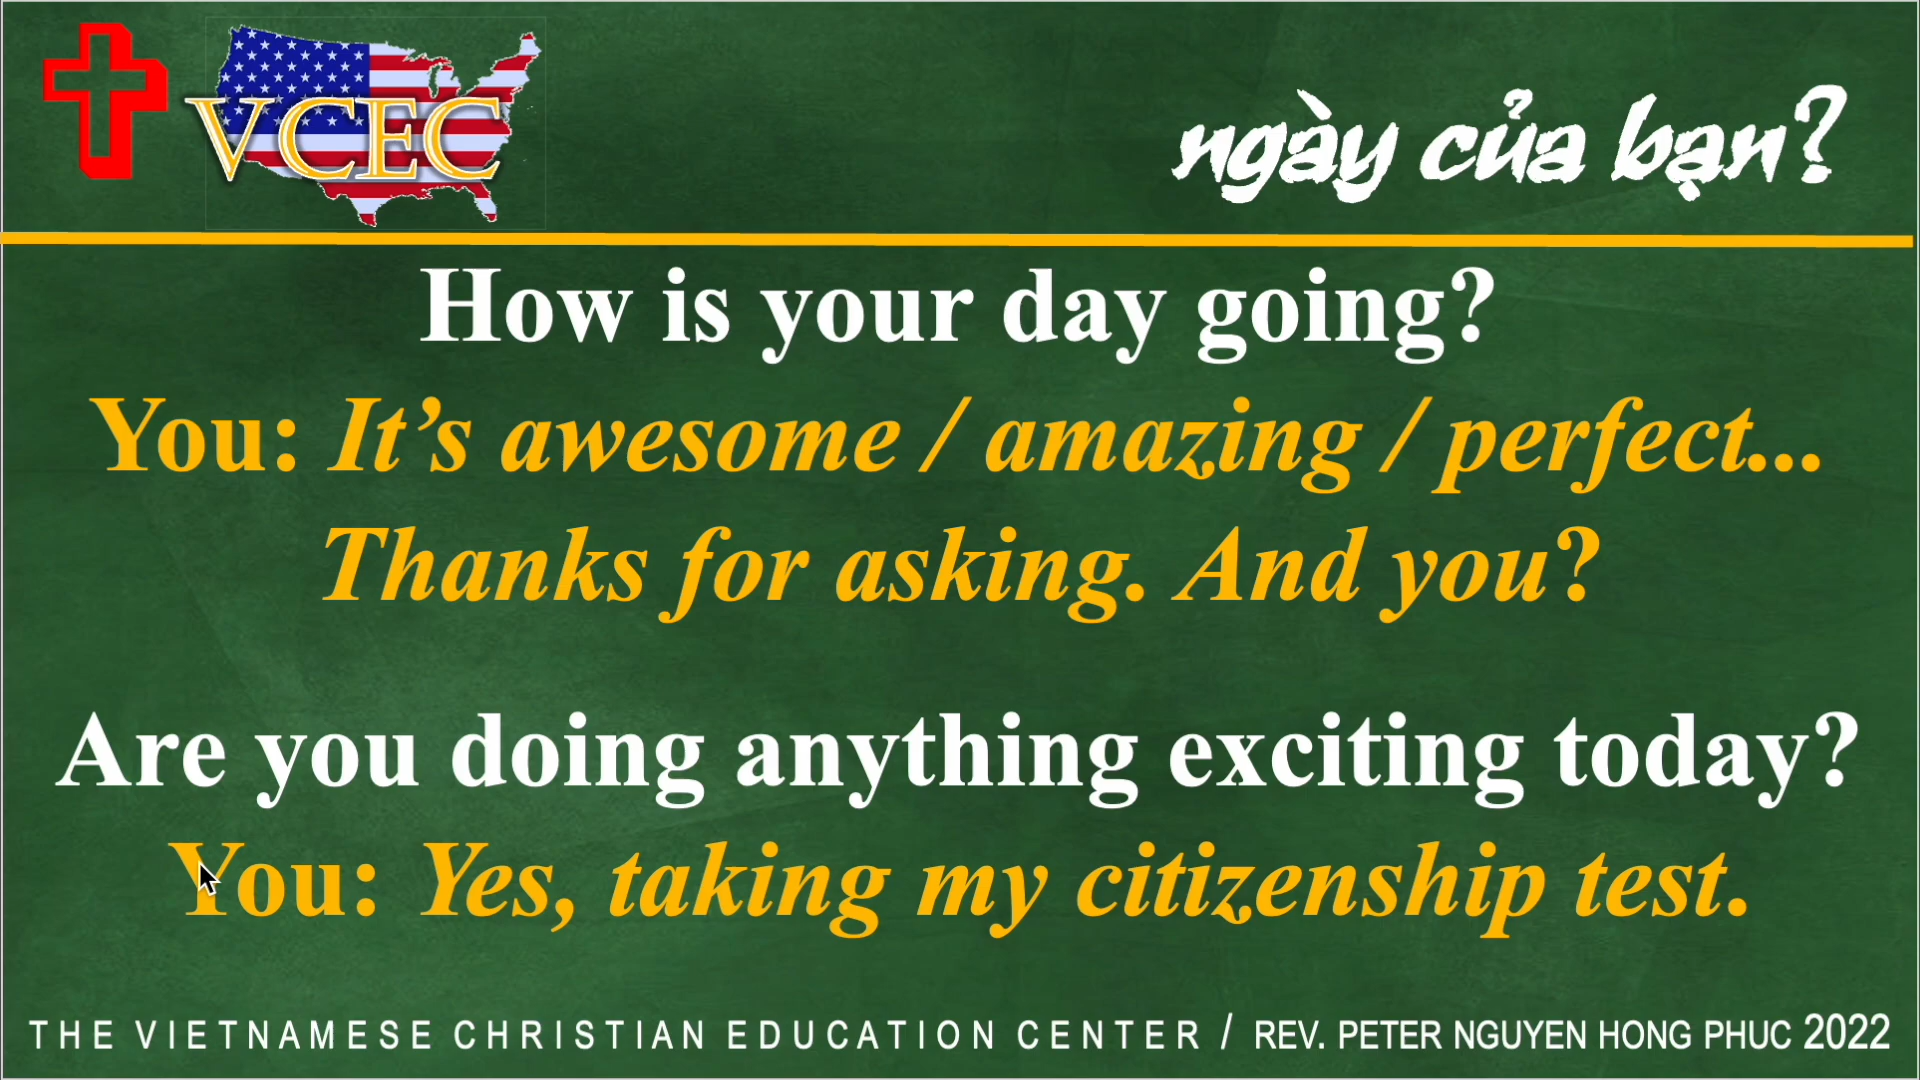 VCEC
ngày của bạn?
How is your day going?
You: It’s awesome / amazing / perfect...
Thanks for asking. And you?
Are you doing anything exciting today?
You: Yes, taking my citizenship test.
THE VIETNAMESE CHRISTIAN EDUCATION CENTER / REV. PETER NGUYEN HONG PHUC 2022